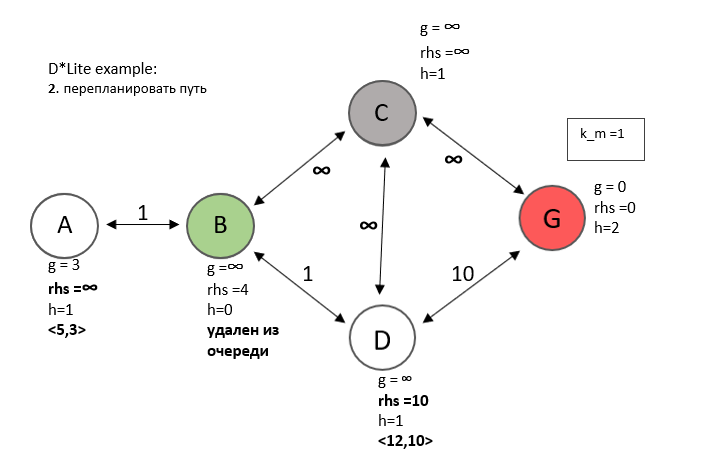 D*Lite example:
2. перепланировать путь
g = ∞
rhs =∞
h=1
C
k_m =1
∞
∞
g = 0
rhs =0
h=2
G
A
1
B
∞
g = 3
rhs =∞
h=1
<5,3>
g =∞
rhs =4
h=0
удален из
очереди
1
10
D
g = ∞
rhs =10
h=1
<12,10>